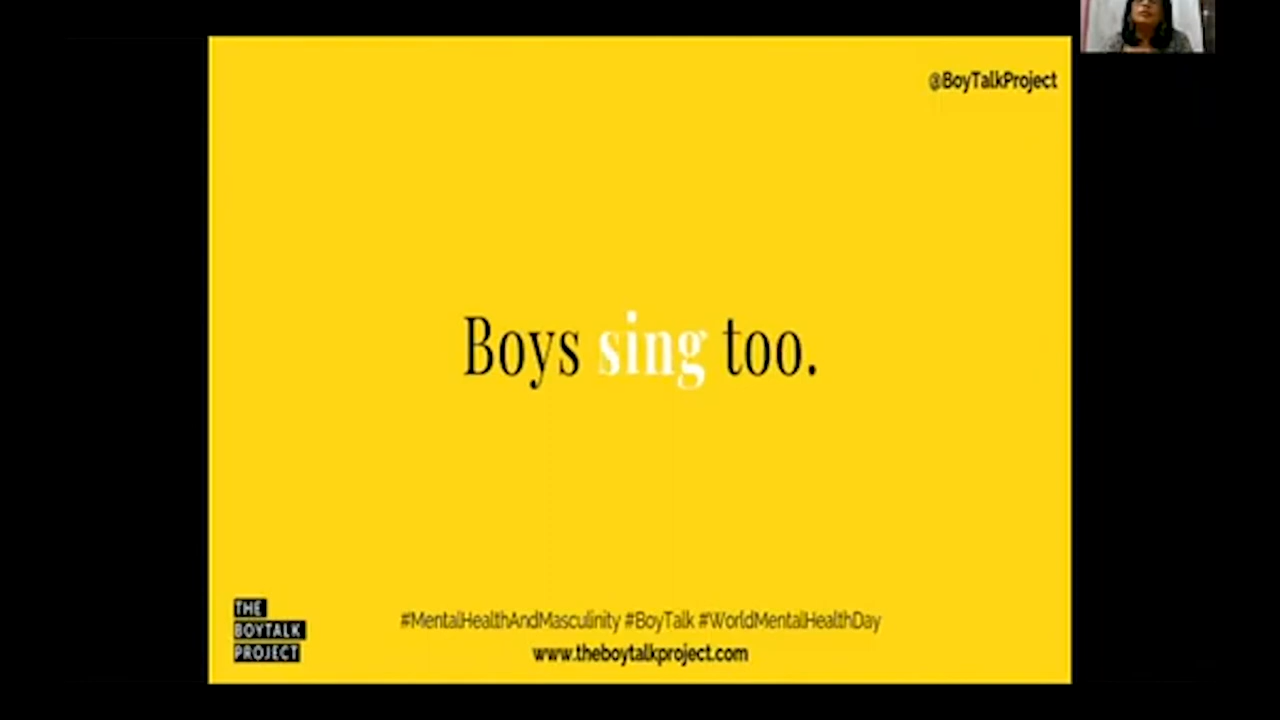 @BoyTalkProject
Boys sing too.
#MentalHealthAndMasculinity #BoyTalk #WorldMentalHealthDay
www.theboytalkproject.com
THE
BOYTALK
PROJECT